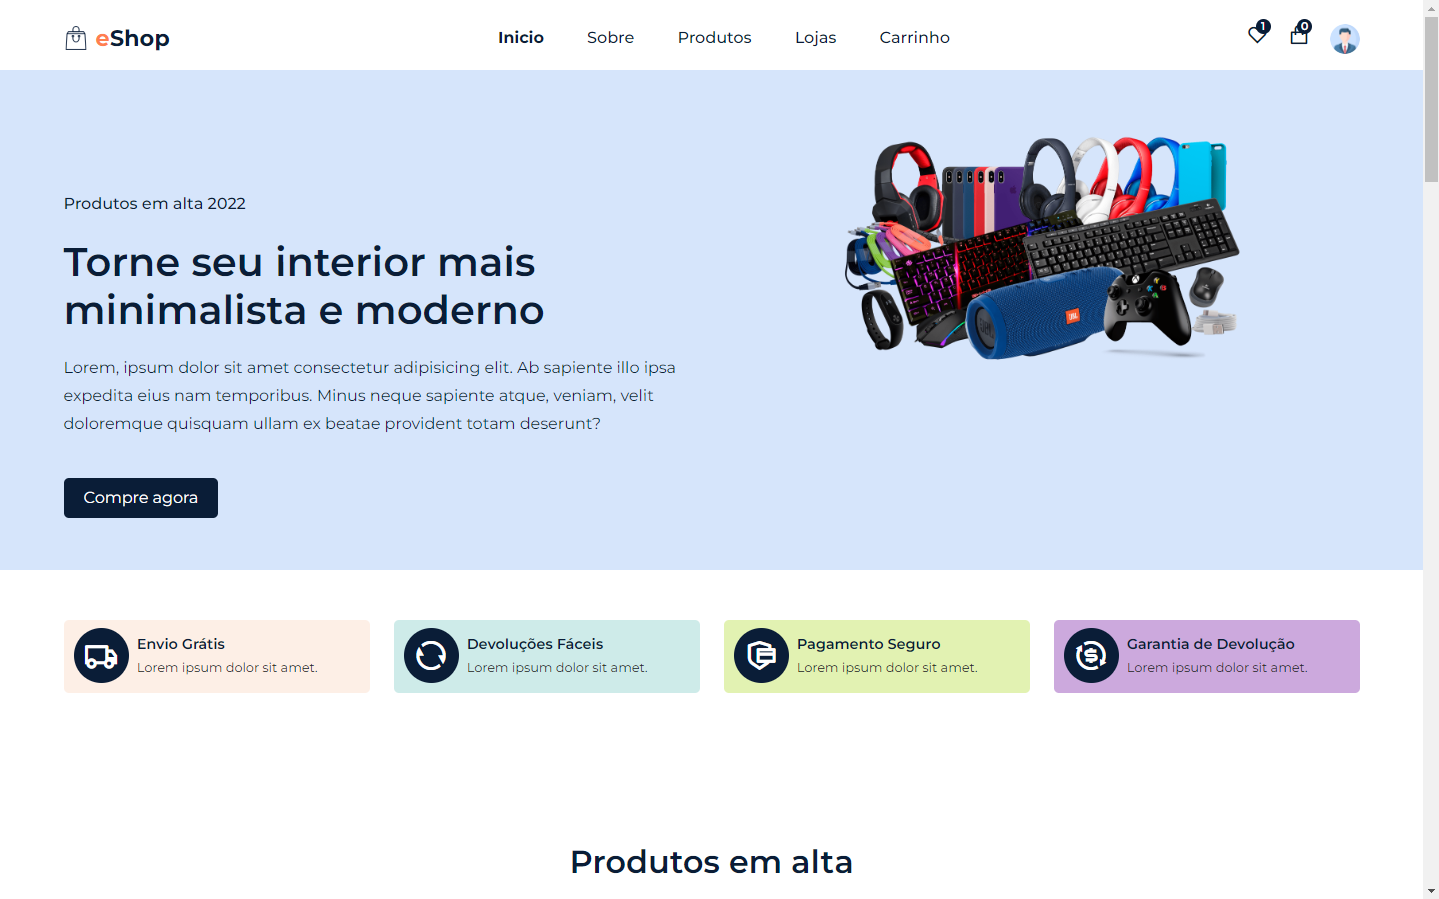 eShop
Inicio
Sobre
Produtos
Lojas
Carrinho
1
0
Produtos em alta 2022
Torne seu interior mais
minimalista e moderno
Lorem, ipsum dolor sit amet consectetur adipisicing elit. Ab sapiente illo ipsa
expedita eius nam temporibus. Minus neque sapiente atque, veniam, velit
doloremque quisquam ullam ex beatae provident totam deserunt?
Compre agora
JBL
Envio Grátis
Lorem ipsum dolor sit amet.
Devoluções Fáceis
Lorem ipsum dolor sit amet.
Pagamento Seguro
Lorem ipsum dolor sit amet.
Garantia de Devolução
Lorem ipsum dolor sit amet.
Produtos em alta